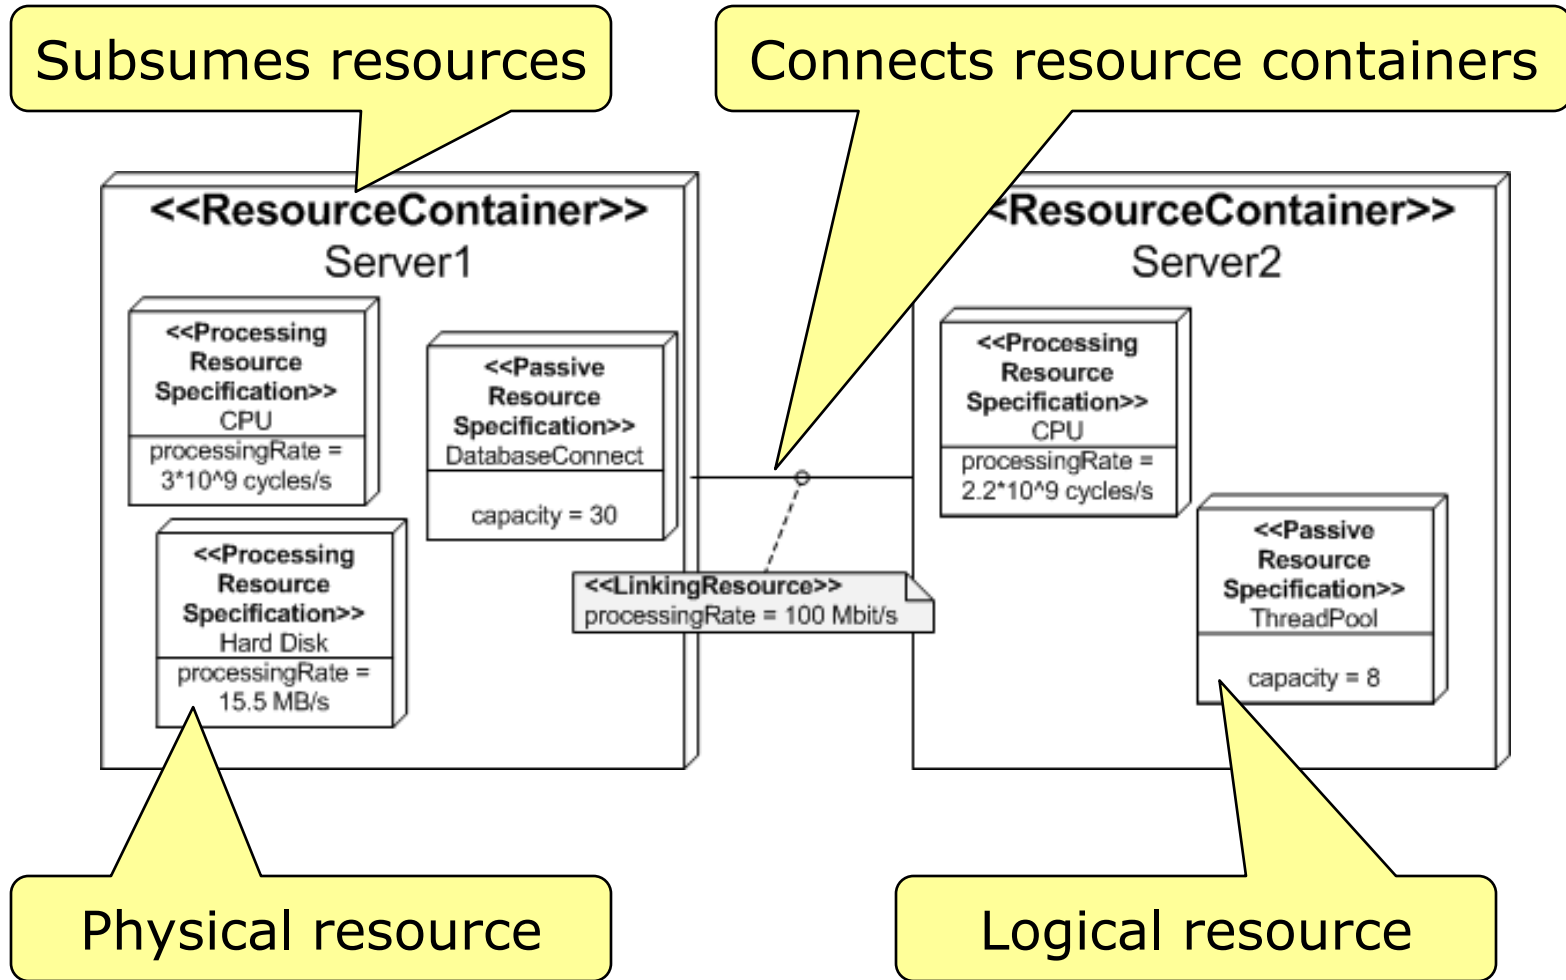 Subsumes resources
Connects resource containers
<<ResourceContainer>>
Server1
<<Processing
Resource
Specification>>
CPU
processingRate =
3*10^9 cycles/s
<<Passive
Resource
Specification>>
DatabaseConnect
capacity = 30
<<Processing
Resource
Specification>>
Hard Disk
processingRate =
15.5 MB/s
<<LinkingResource>>
processingRate = 100 Mbit/s
<ResourceContainer>>
Server2
<<Processing
Resource
Specification>>
CPU
processingRate =
2.2*10^9 cycles/s
<<Passive
Resource
Specification>>
ThreadPool
capacity = 8
Physical resource
Logical resource